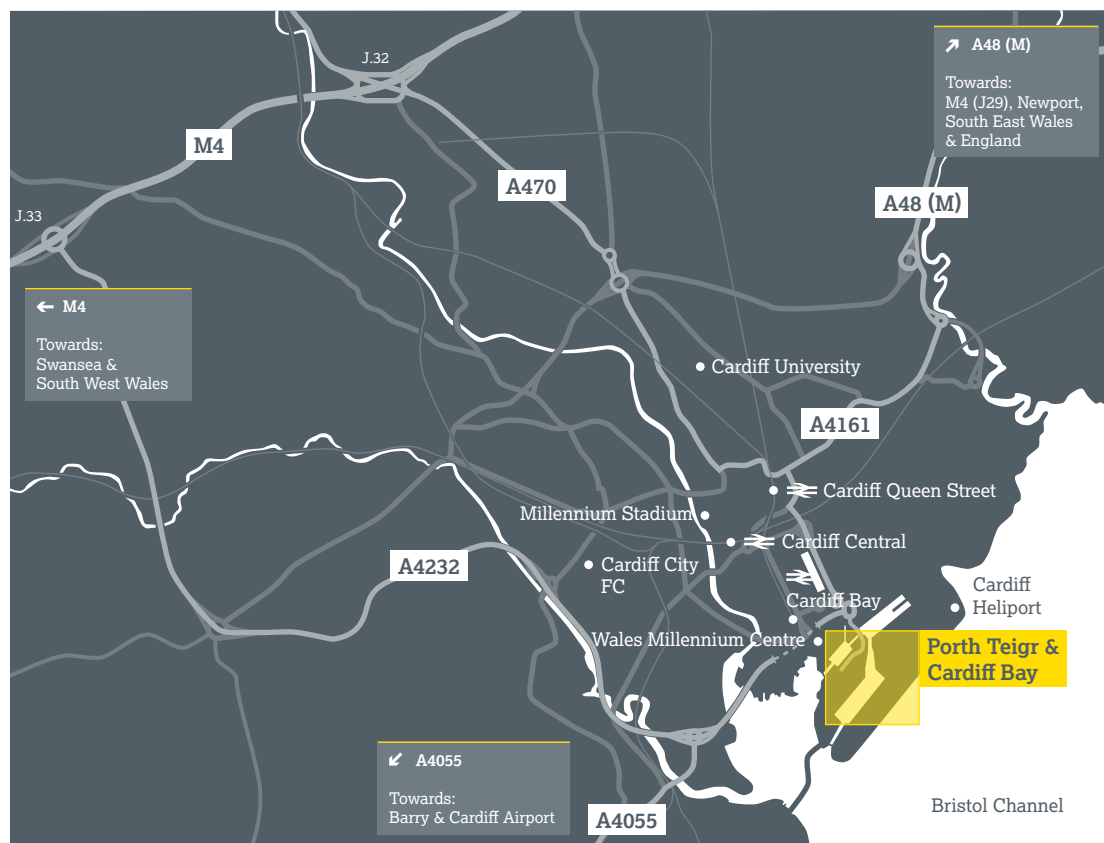 J.32
A48 (M)
Towards:
M4 (J29), Newport,
South East Wales
& England
M4
A470
A48 (M)
J.33
M4
Towards:
Swansea &
South West Wales
Cardiff University
A4161
Cardiff Queen Street
Millennium Stadium
Cardiff Central
A4232
Cardiff City
FC
Cardiff Bay
Cardiff
Heliport
Wales Millennium Centre
Porth Teigr &
Cardiff Bay
A4055
Towards:
Barry & Cardiff Airport
A4055
Bristol Channel